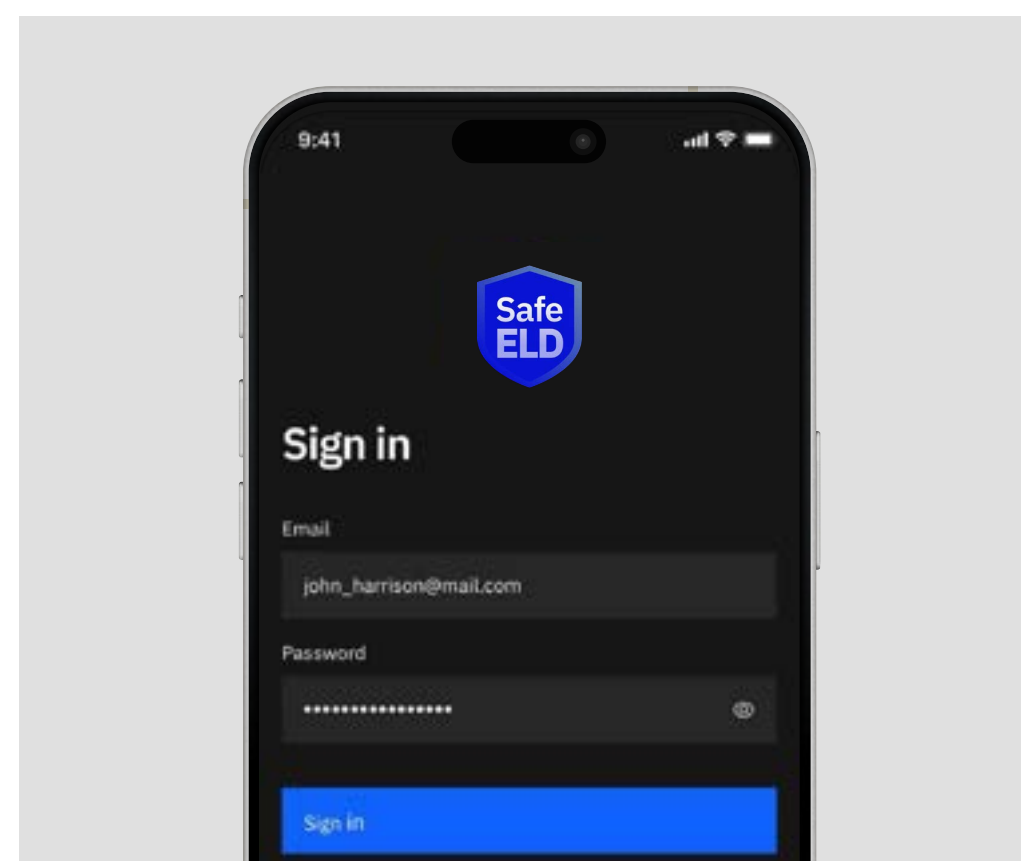 9:41
Safe
ELD
Sign in
Email
john_harrison@mail.com
Password
••••••••••••••••
Sign in